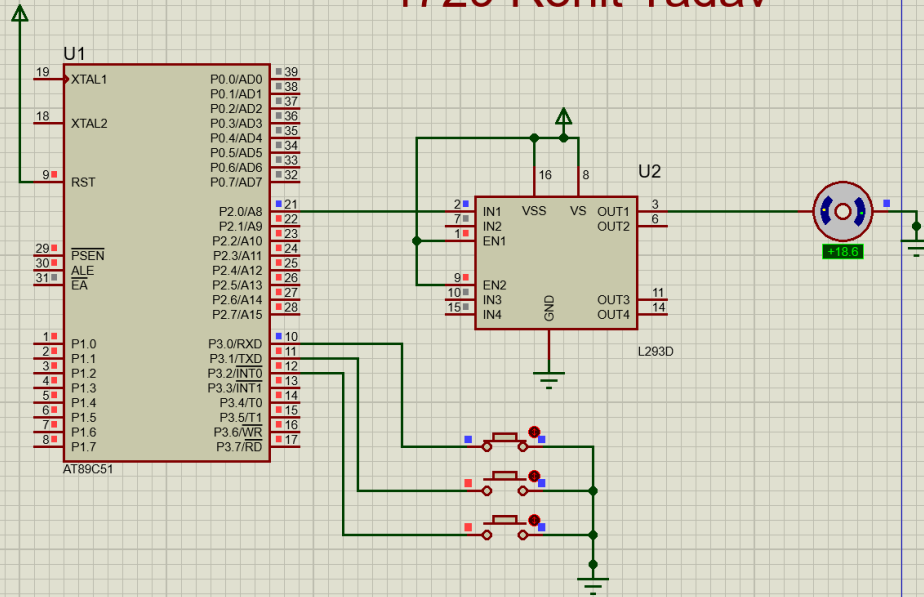 Yadav
U1
19 XTAL1
18 XTAL2
9 RST
29 PSEN
30 ALE
31 EA
1 P1.0
2 P1.1
3 P1.2
4 P1.3
5 P1.4
6 P1.5
7 P1.6
8 P1.7
P0.0/AD0 39
P0.1/AD1 38
P0.2/AD2 37
P0.3/AD3 36
P0.4/AD4 35
P0.5/AD5 34
P0.6/AD6 33
P0.7/AD7 32
P2.0/A8 21
P2.1/A9 22
P2.2/A10 23
P2.3/A11 24
P2.4/A12 25
P2.5/A13 26
P2.6/A14 27
P2.7/A15 28
P3.0/RXD 10
P3.1/TXD 11
P3.2/INT0 12
P3.3/INT1 13
P3.4/T0 14
P3.5/T1 15
P3.6/WR 16
P3.7/RD 17
AT89C51
U2
16 8
VSS VS
2 IN1
7 IN2
1 EN1
9 EN2
10 IN3
15 IN4
OUT1 3
OUT2 6
OUT3 11
OUT4 14
GND
L293D
+18.6